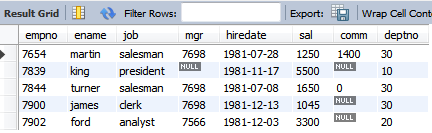 Result Grid Filter Rows: Export: Wrap Cell Conte
empno ename job mgr hiredate sal comm deptno
7654 martin salesman 7698 1981-07-28 1250 1400 30
7839 king president NULL 1981-11-17 5500 NULL 10
7844 turner salesman 7698 1981-07-08 1650 0 30
7900 james clerk 7698 1981-12-13 1045 NULL 30
7902 ford analyst 7566 1981-12-03 3300 NULL 20